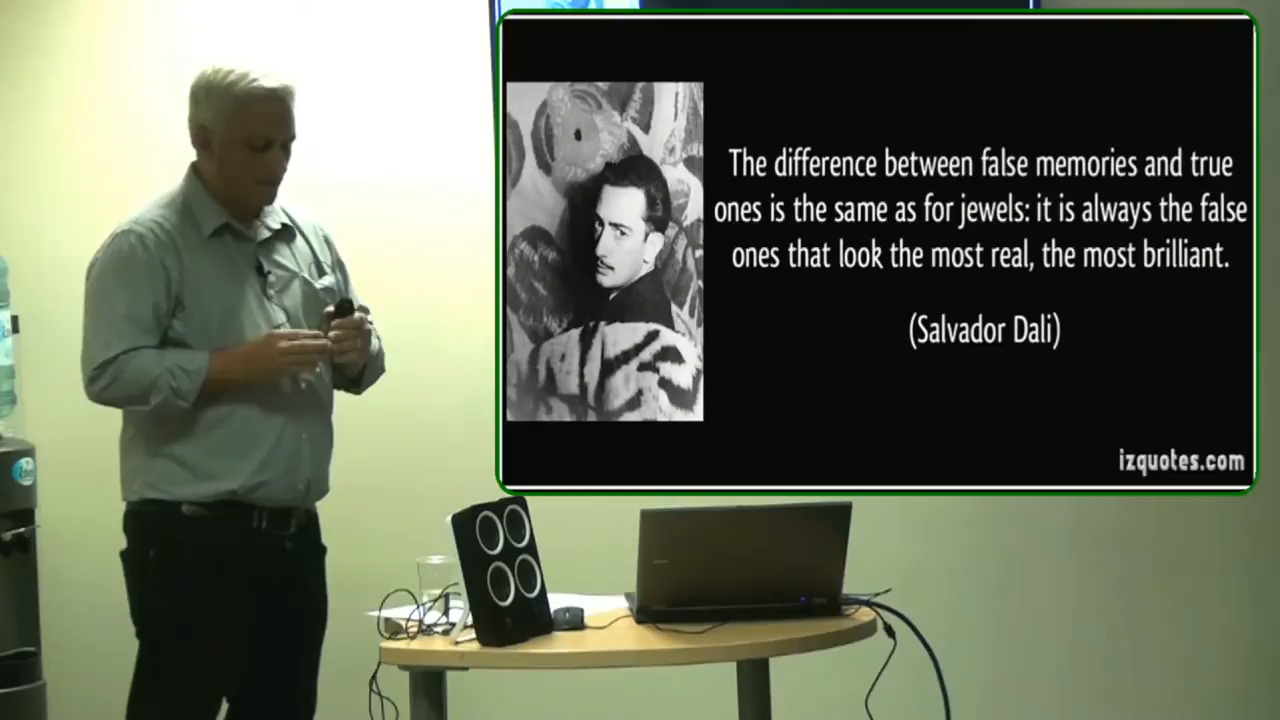 The difference between false memories and true
ones is the same as for jewels: it is always the false
ones that look the most real, the most brilliant.
(Salvador Dali)
izquotes.com